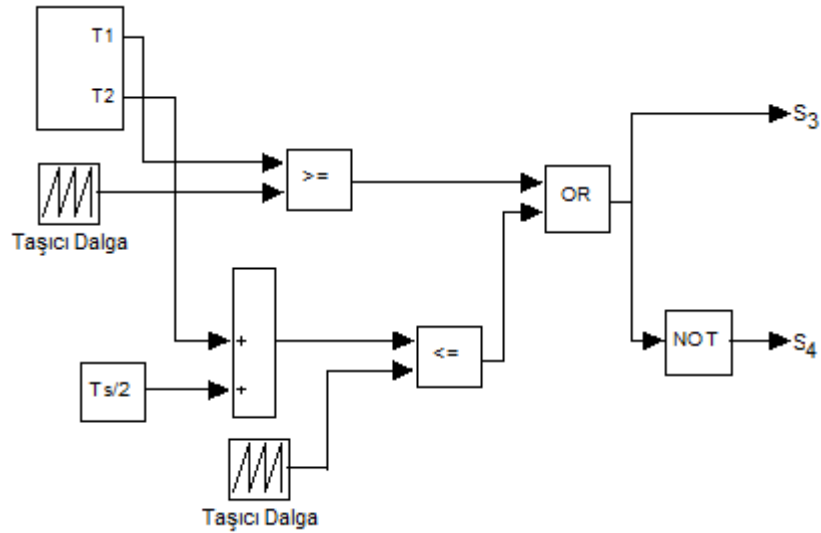 T1
T2
Taşıcı Dalga
>=
OR
S3
Ts/2
+
+
<=
NOT
S4
Taşıcı Dalga